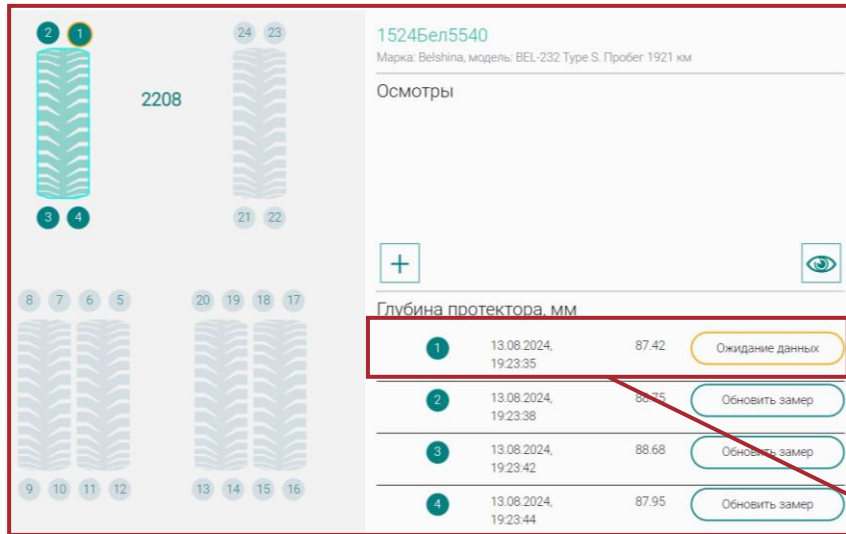 2 1
24 23
2208
3 4
21 22
8 7 6 5
20 19 18 17
9 10 11 12
13 14 15 16
1524Бел5540
Марка: Belshina, модель: BEL-232 Type S. Пробег 1921 км
Осмотры
+
Глубина протектора, мм
1 13.08.2024, 87.42 Ожидание данных
19:23:35
2 13.08.2024, 88.75 Обновить замер
19:23:38
3 13.08.2024, 88.68 Обновить замер
19:23:42
4 13.08.2024, 87.95 Обновить замер
19:23:44